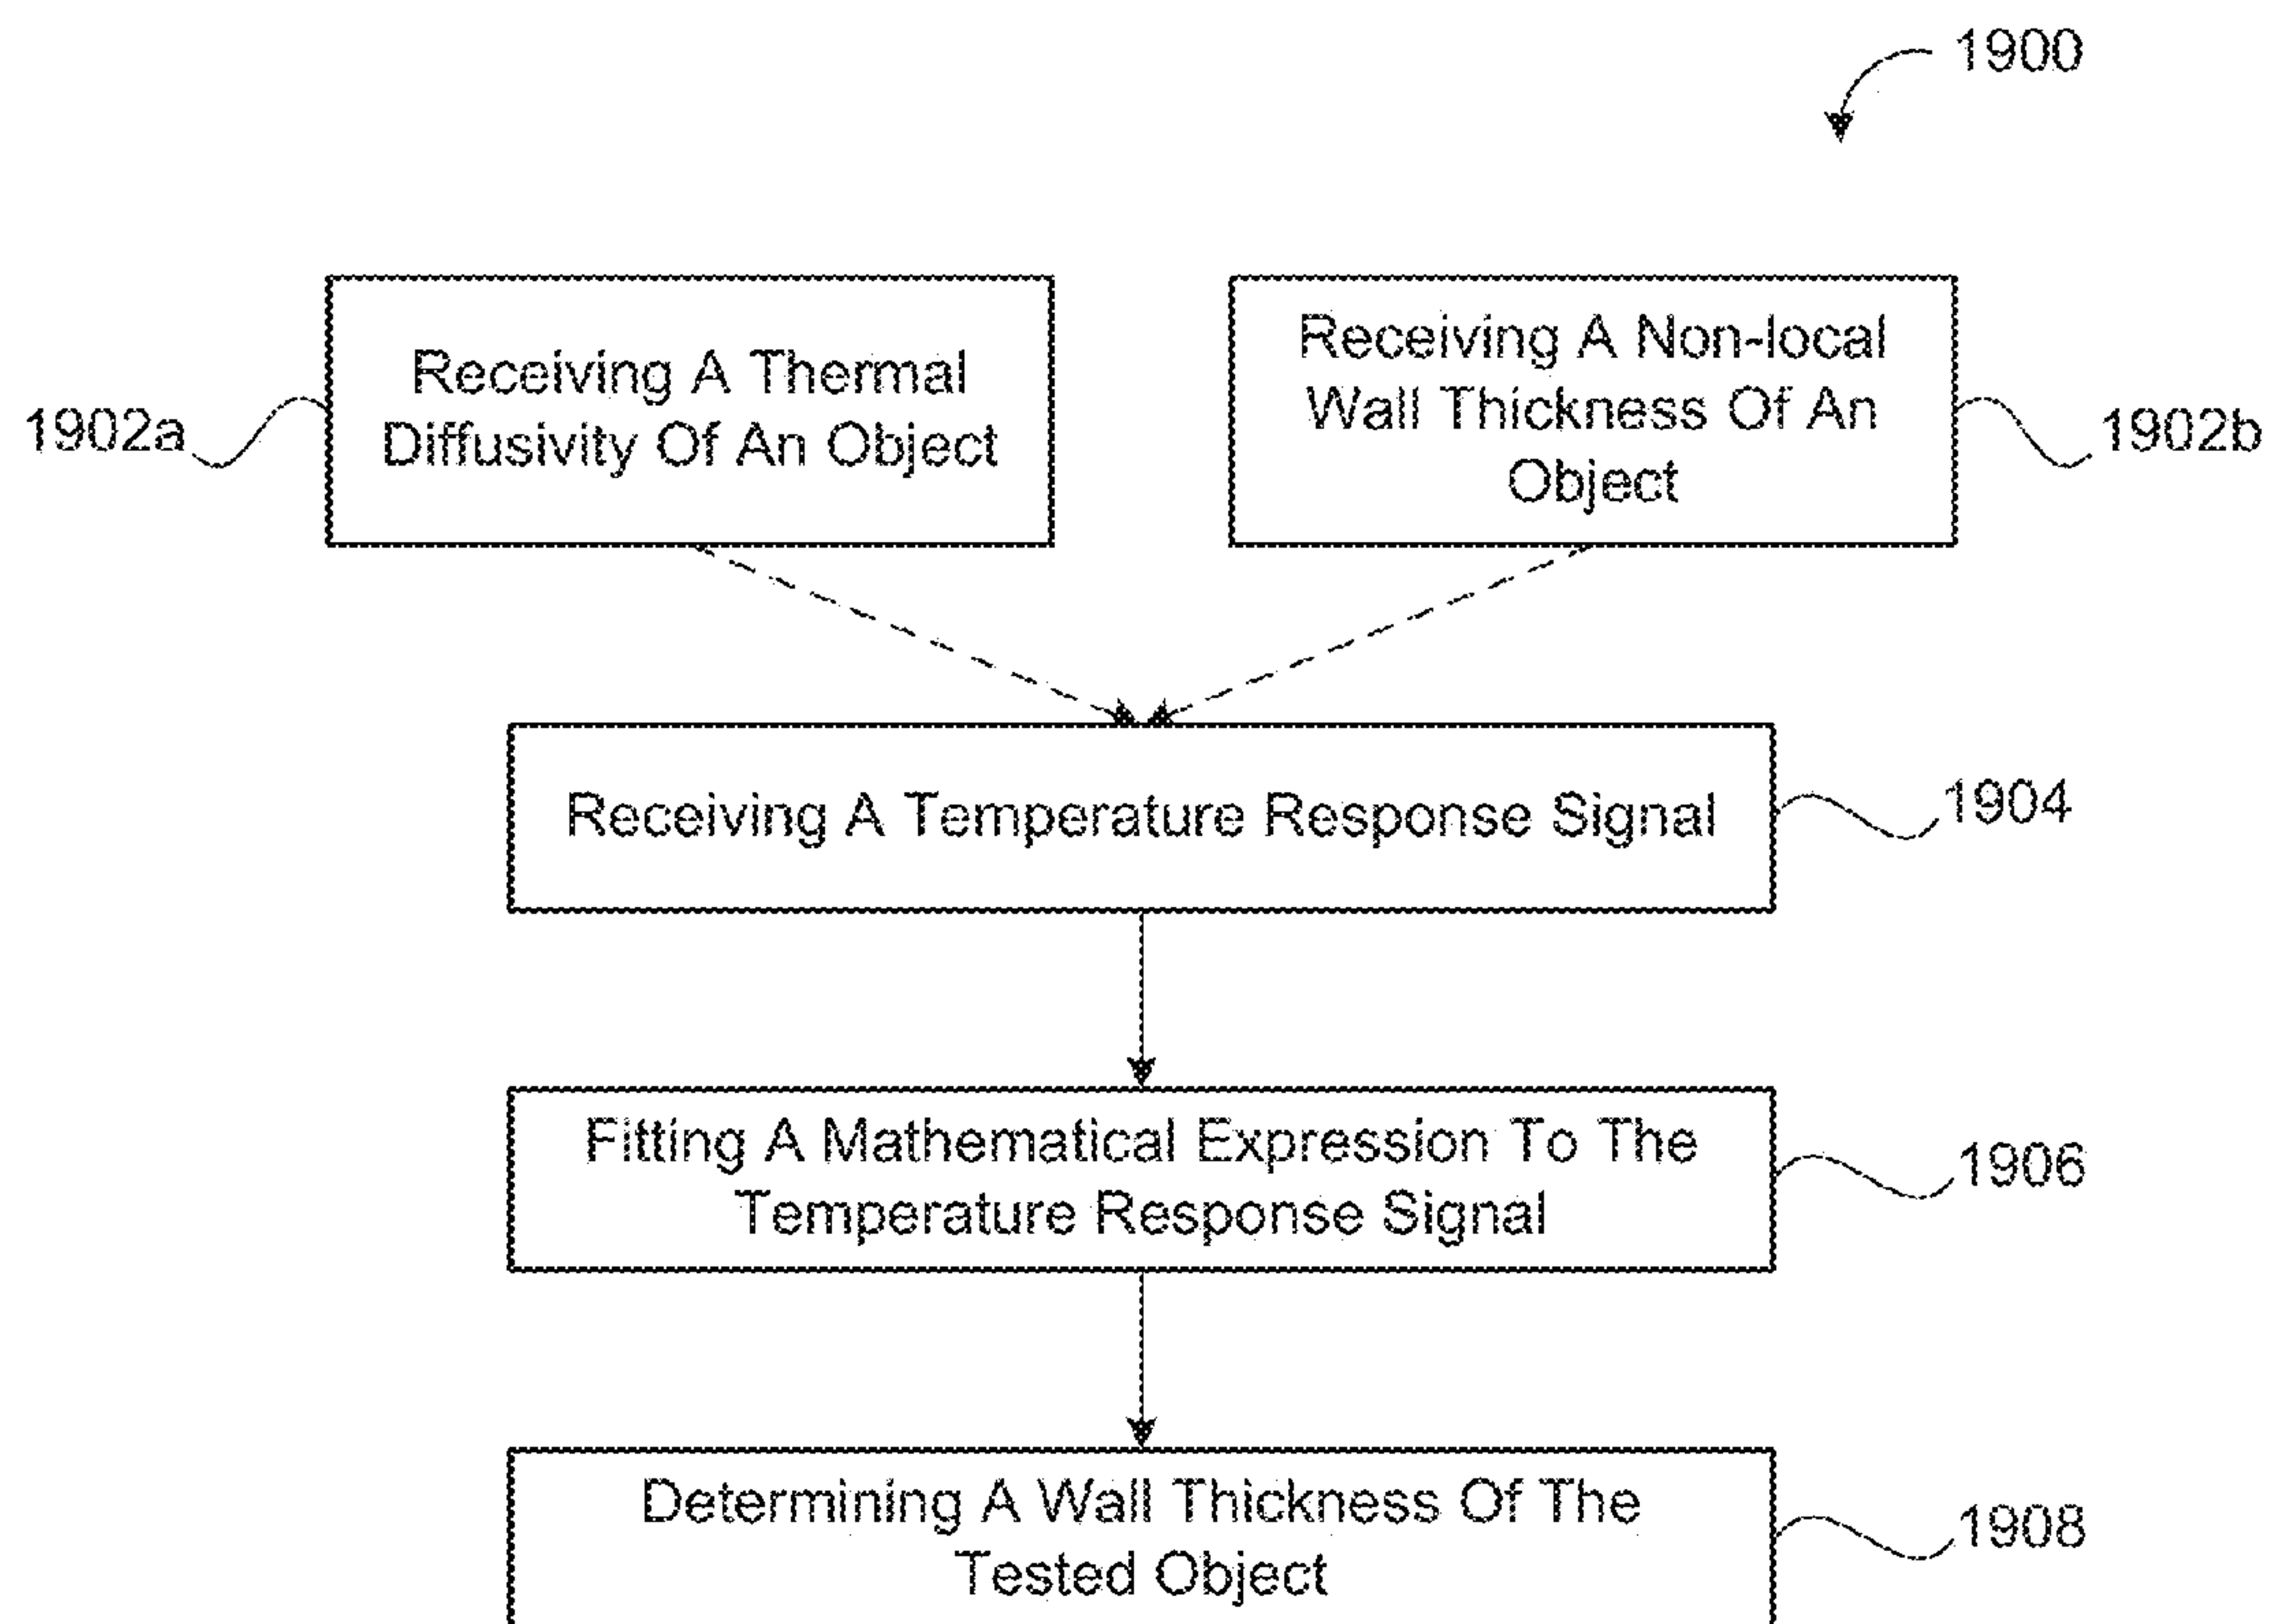 1900
Receiving A Thermal
Diffusivity Of An Object
1902a
Receiving A Non-local
Wall Thickness Of An
Object
1902b
Receiving A Temperature Response Signal
1904
Fitting A Mathematical Expression To The
Temperature Response Signal
1906
Determining A Wall Thickness Of The
Tested Object
1908